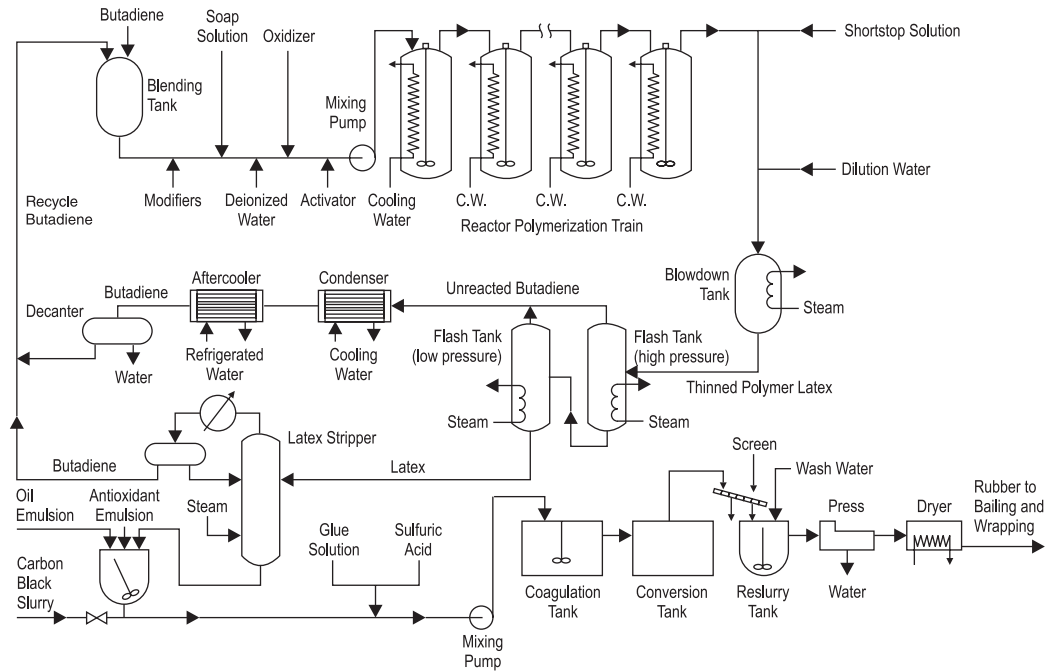 Butadiene
Soap
Solution
Oxidizer
Shortstop Solution
Blending
Tank
Mixing
Pump
Modifiers
Deionized
Water
Activator
Cooling
Water
C.W.
C.W.
C.W.
Reactor Polymerization Train
Dilution Water
Recycle
Butadiene
Blowdown
Tank
Steam
Decanter
Butadiene
Aftercooler
Condenser
Unreacted Butadiene
Water
Refrigerated
Water
Cooling
Water
Flash Tank
(low pressure)
Flash Tank
(high pressure)
Thinned Polymer Latex
Steam
Steam
Latex Stripper
Butadiene
Latex
Screen
Wash Water
Oil
Emulsion
Antioxidant
Emulsion
Steam
Glue
Solution
Sulfuric
Acid
Press
Dryer
Rubber to
Bailing and
Wrapping
Carbon
Black
Slurry
Mixing
Pump
Coagulation
Tank
Conversion
Tank
Reslurry
Tank
Water